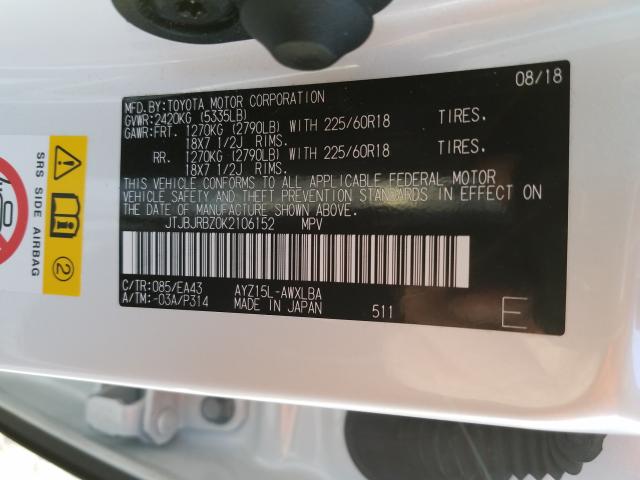 08/18
MFD.BY:TOYOTA MOTOR CORPORATION
GVWR:2420KG (5335LB)
GAWR:FRT. 1270KG (2790LB) WITH 225/60R18 TIRES.
18X7 1/2J RIMS.
RR. 1270KG (2790LB) WITH 225/60R18 TIRES.
18X7 1/2J RIMS.
THIS VEHICLE CONFORMS TO ALL APPLICABLE FEDERAL MOTOR
VEHICLE SAFETY AND THEFT PREVENTION STANDARDS IN EFFECT ON
THE DATE OF MANUFACTURE SHOWN ABOVE.
JTJBJRBZ0K2106152 MPV
C/TR:085/EA43 AYZ15L-AWXLBA
A/TM:-03A/P314 MADE IN JAPAN 511
E
SRS SIDE AIRBAG
2